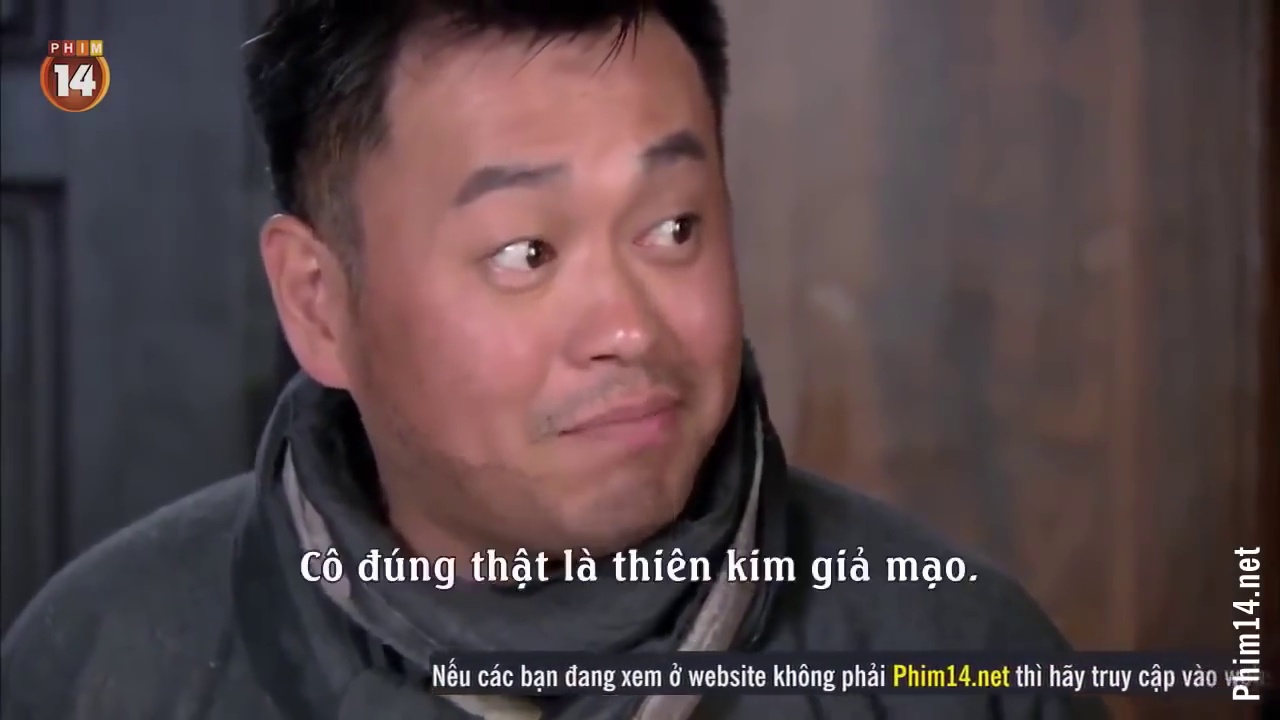 PHIM
14
Cô đúng thật là thiên kim giả mạo.
Nếu các bạn đang xem ở website không phải Phim14.net thì hãy truy cập vào
Phim14.net